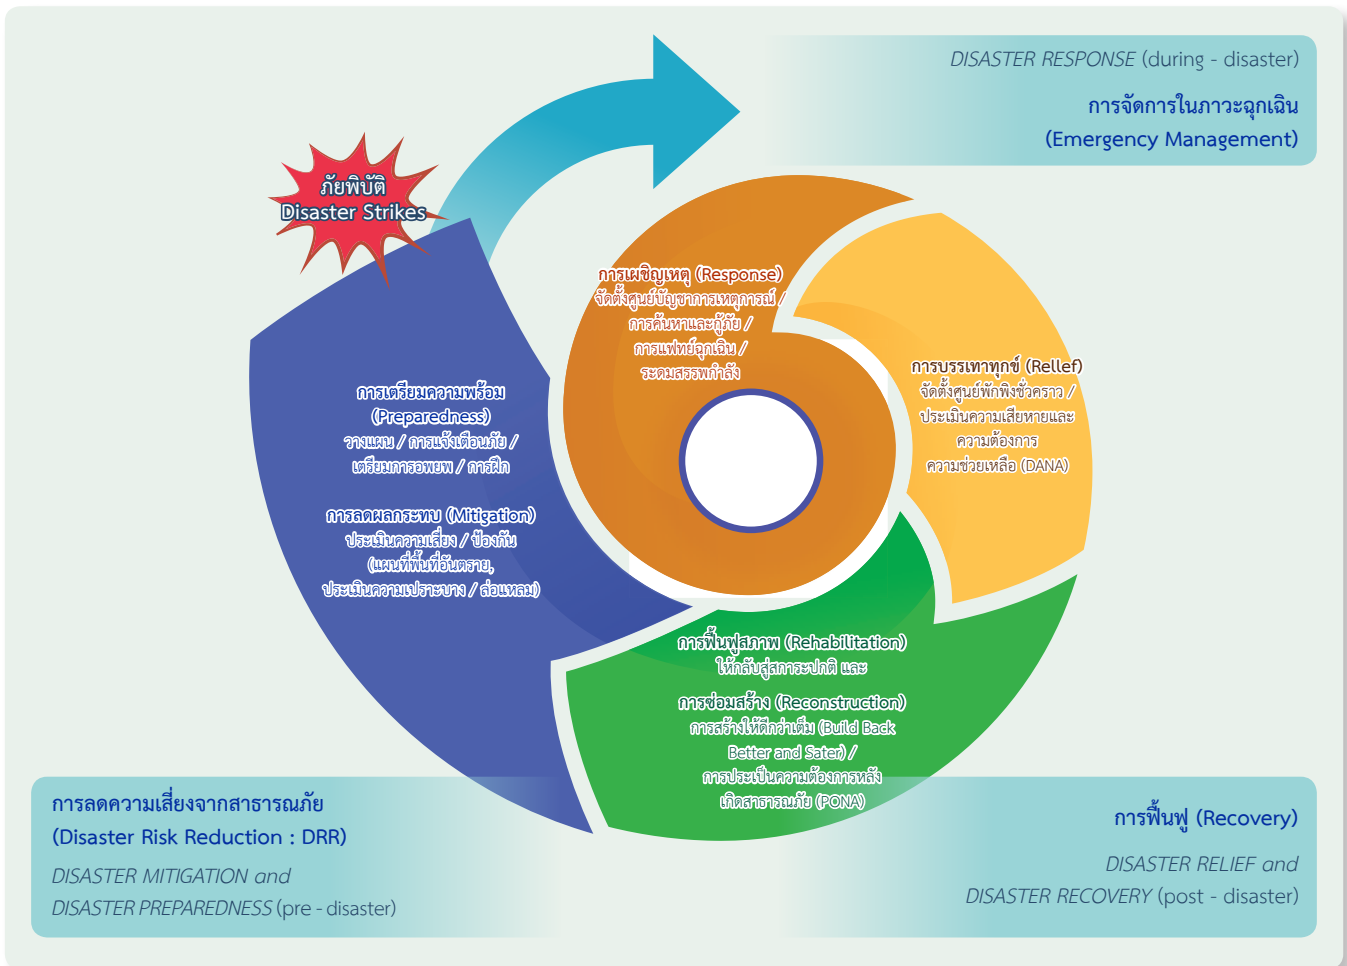 DISASTER RESPONSE (during - disaster)
การจัดการในภาวะฉุกเฉิน
(Emergency Management)
ภัยพิบัติ
Disaster Strikes
การเผชิญเหตุ (Response)
จัดตั้งศูนย์บัญชาการเหตุการณ์ /
การค้นหาและกู้ภัย /
การแพทย์ฉุกเฉิน /
ระดมสรรพกำลัง
การบรรเทาทุกข์ (Rellef)
จัดตั้งศูนย์พักพิงชั่วคราว /
ประเมินความเสียหายและ
ความต้องการ
ความช่วยเหลือ (DANA)
การเตรียมความพร้อม
(Preparedness)
วางแผน / การแจ้งเตือนภัย /
เตรียมการอพยพ / การฝึก
การลดผลกระทบ (Mitigation)
ประเมินความเสี่ยง / ป้องกัน
(แผนที่พื้นที่อันตราย,
ประเมินความเปราะบาง / ล่อแหลม)
การฟื้นฟูสภาพ (Rehabilitation)
ให้กลับสู่สภาระปกติ และ
การซ่อมสร้าง (Reconstruction)
การสร้างให้ดีกว่าเต็ม (Build Back
Better and Sater) /
การประเป็นความต้องการหลัง
เกิดสาธารณภัย (PONA)
การลดความเสี่ยงจากสาธารณภัย
(Disaster Risk Reduction : DRR)
DISASTER MITIGATION and
DISASTER PREPAREDNESS (pre - disaster)
การฟื้นฟู (Recovery)
DISASTER RELIEF and
DISASTER RECOVERY (post - disaster)